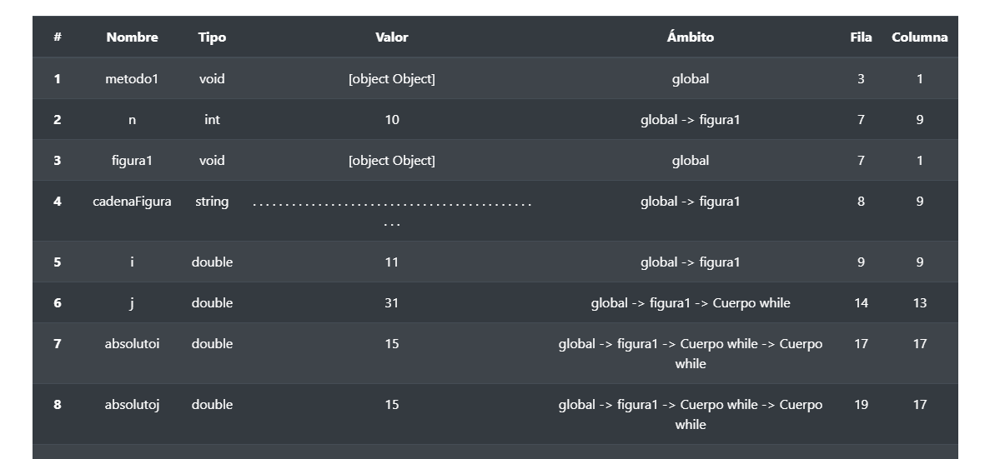 # Nombre Tipo Valor Ámbito Fila Columna
1 metodo1 void [object Object] global 3 1
2 n int 10 global -> figura1 7 9
3 figura1 void [object Object] global 7 1
4 cadenaFigura string . . . . . . . . . . . . . . . . . . . . . . . . . . . . . . . . . . . . . . . . . . . global -> figura1 8 9
. . .
5 i double 11 global -> figura1 9 9
6 j double 31 global -> figura1 -> Cuerpo while 14 13
7 absolutoi double 15 global -> figura1 -> Cuerpo while -> Cuerpo 17 17
while
8 absolutoj double 15 global -> figura1 -> Cuerpo while -> Cuerpo 19 17
while